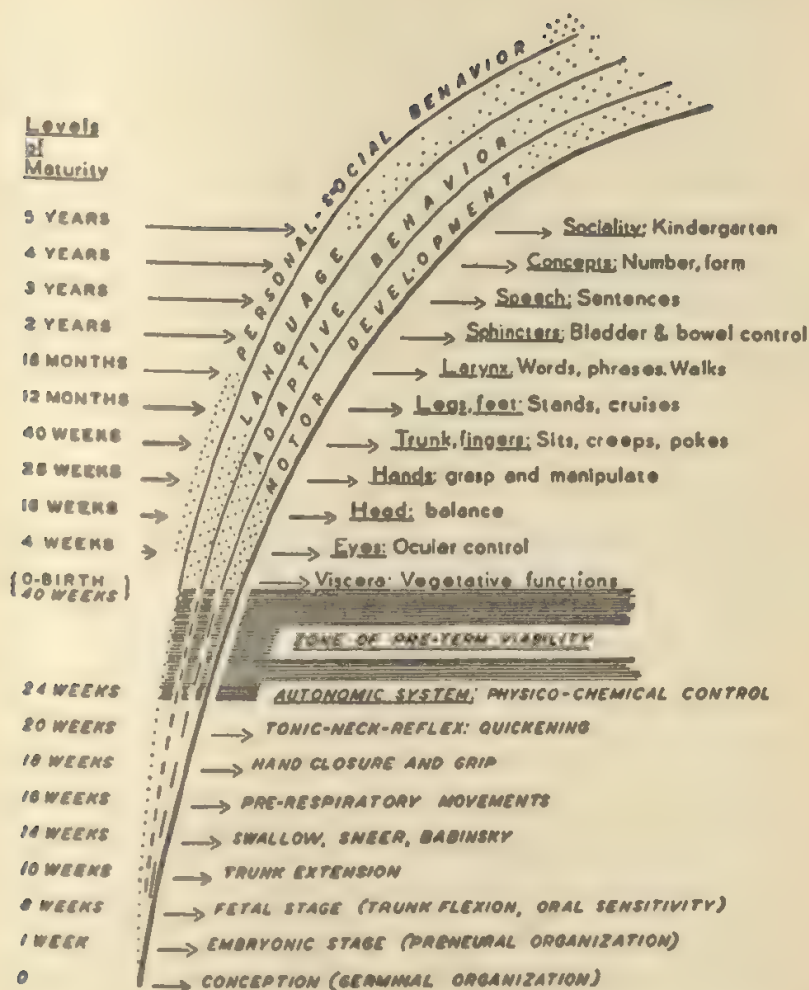 PERSONAL-SOCIAL BEHAVIOR
LANGUAGE BEHAVIOR
ADAPTIVE
MOTOR DEVELOPMENT
Levels
of
Maturity
5 YEARS → Sociality: Kindergarten
4 YEARS → Concepts: Number, form
3 YEARS → Speech: Sentences
2 YEARS → Sphincters: Bladder & bowel control
18 MONTHS → Larynx: Words, phrases. Walks
12 MONTHS → Legs, feet: Stands, cruises
40 WEEKS → Trunk, fingers: Sits, creeps, pokes
28 WEEKS → Hands: grasp and manipulate
16 WEEKS → Head: balance
4 WEEKS → Eyes: Ocular control
{0-BIRTH} → Viscera: Vegetative functions
40 WEEKS
ZONE OF PRE-TERM VIABILITY
24 WEEKS AUTONOMIC SYSTEM: PHYSICO-CHEMICAL CONTROL
20 WEEKS → TONIC-NECK-REFLEX: QUICKENING
18 WEEKS → HAND CLOSURE AND GRIP
16 WEEKS → PRE-RESPIRATORY MOVEMENTS
14 WEEKS → SWALLOW, SNEER, BABINSKY
10 WEEKS → TRUNK EXTENSION
8 WEEKS → FETAL STAGE (TRUNK FLEXION, ORAL SENSITIVITY)
1 WEEK → EMBRYONIC STAGE (PRENEURAL ORGANIZATION)
0 → CONCEPTION (GERMINAL ORGANIZATION)